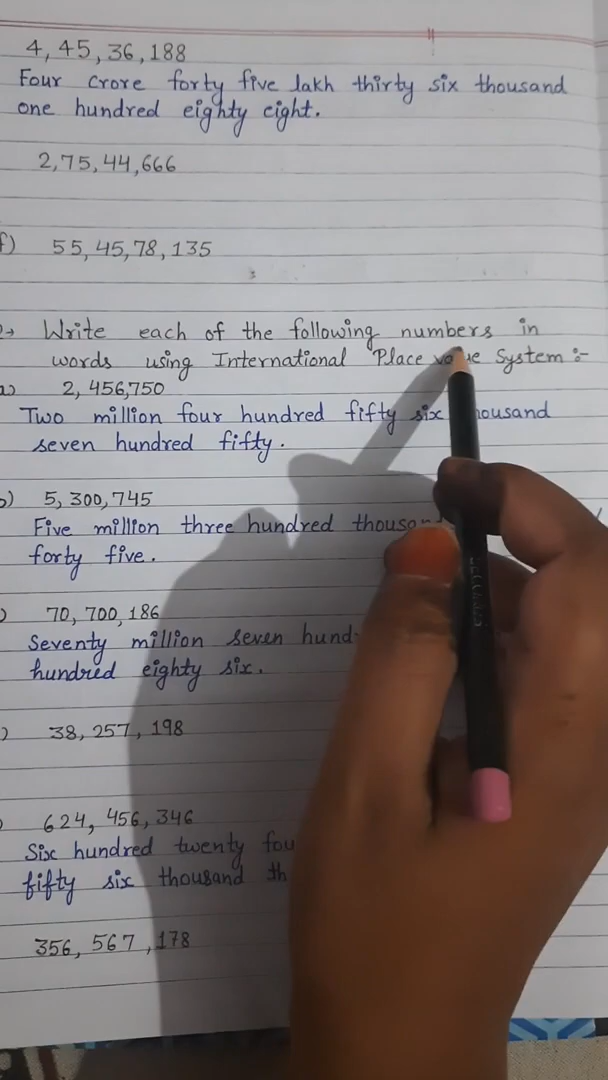 4, 45, 36, 188
Four crore forty five lakh thirty six thousand
one hundred eighty eight.
2,75,44,666
f) 55, 45,78, 135
Write each of the following numbers in
words using International Place value System :-
a) 2, 456,750
Two million four hundred fifty six thousand
seven hundred fifty.
b) 5, 300, 745
Five million three hundred thousand
forty five.
70, 700, 186
Seventy million seven
hundred eighty six.
38, 257, 198
624, 456, 346
Six hundred twenty
fifty six thousand
356, 567, 178